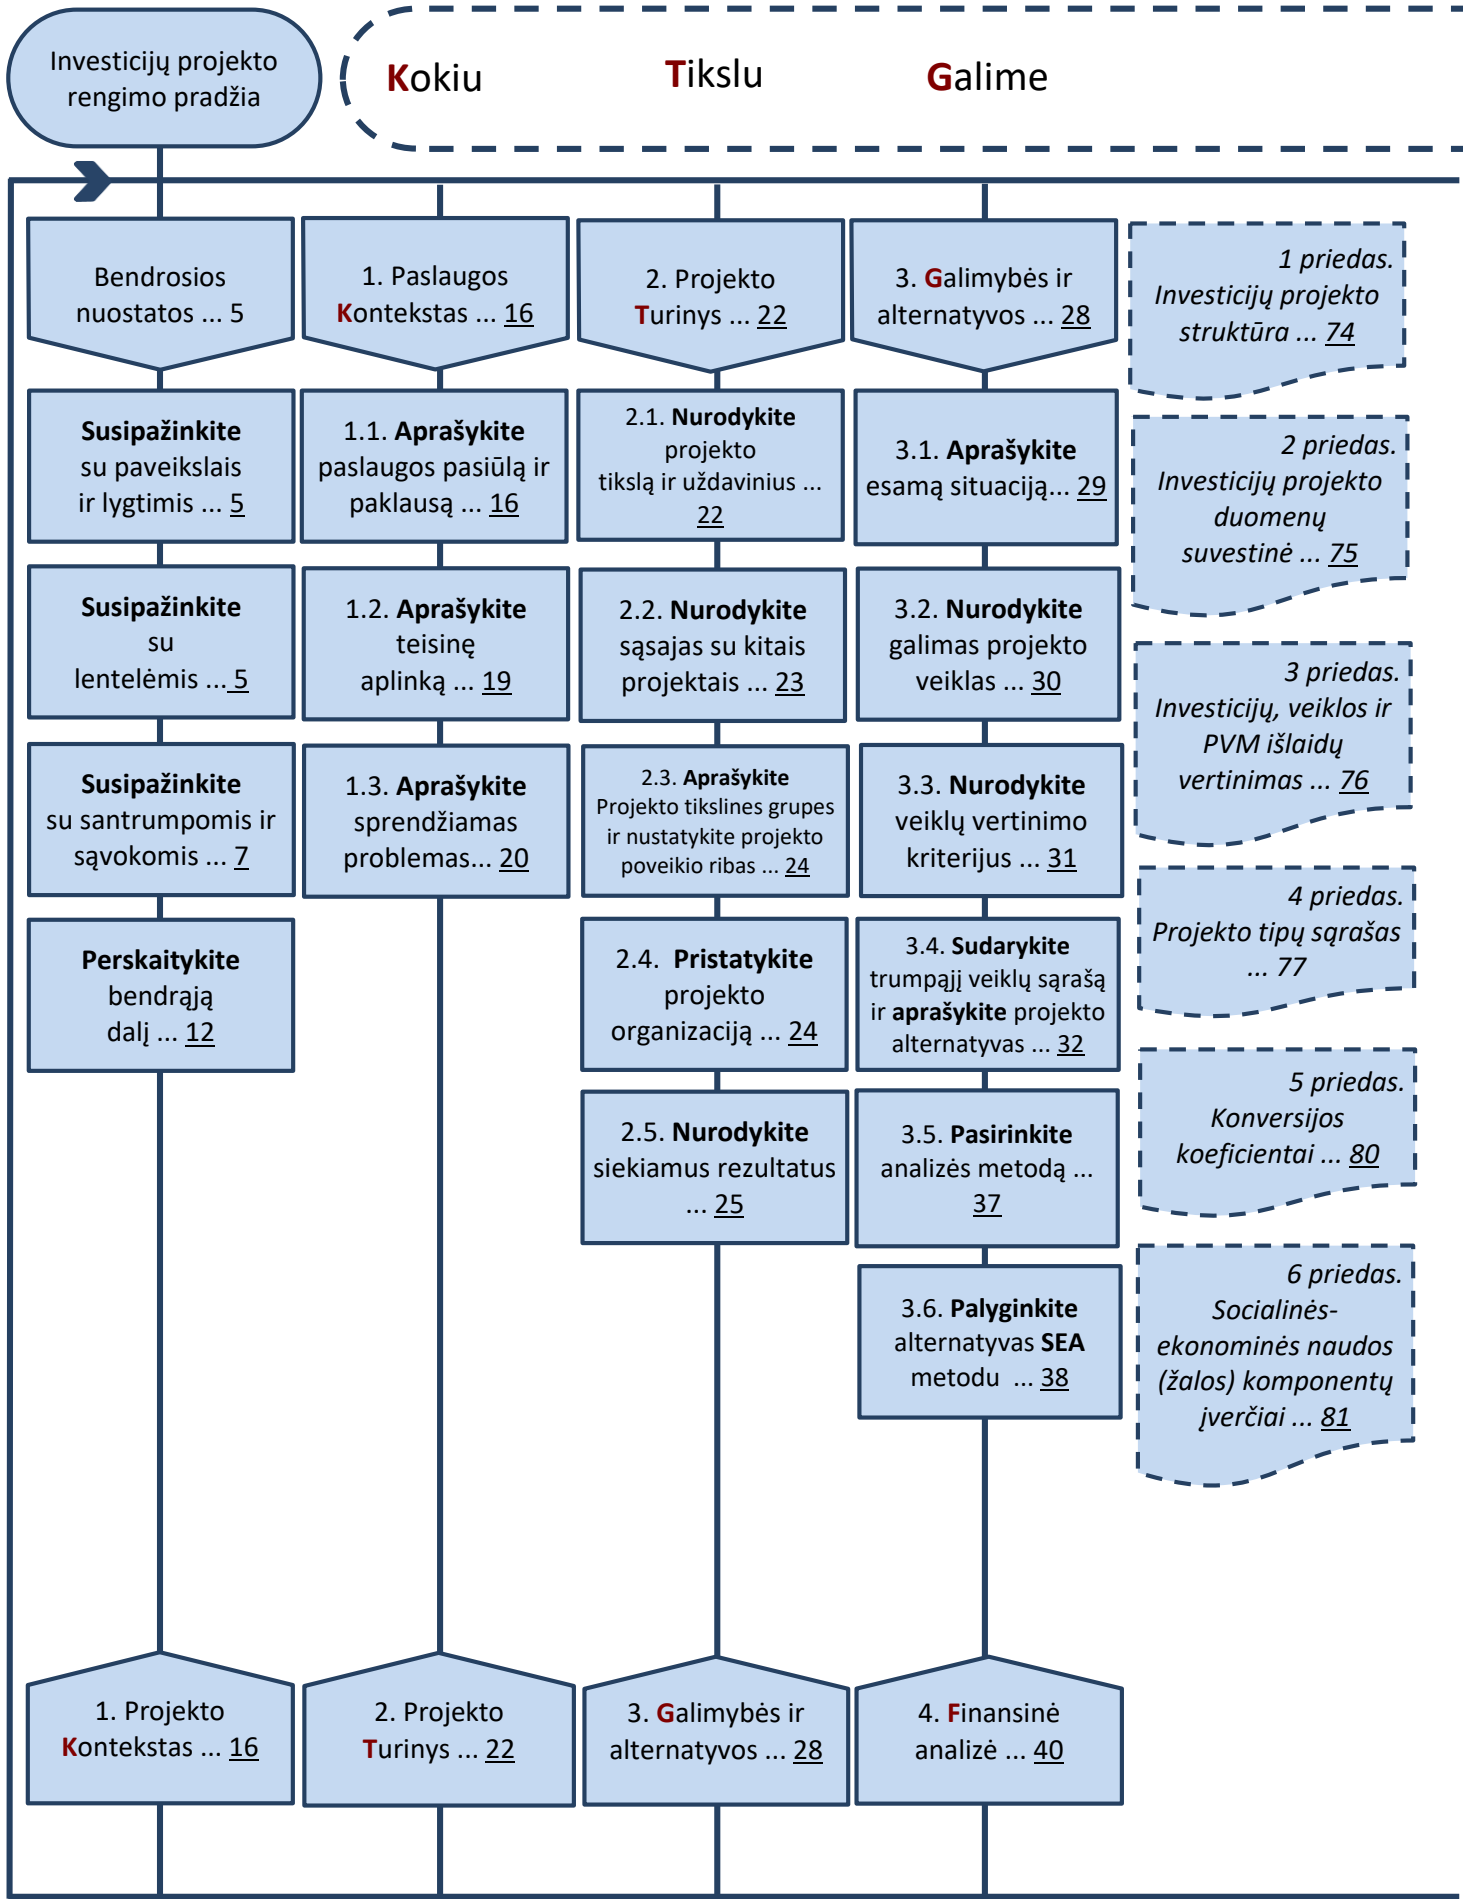 Investicijų projekto
rengimo pradžia
Kokiu
Tikslu
Galime
Bendrosios
nuostatos ... 5
Susipažinkite
su paveikslais
ir lygtimis ... 5
Susipažinkite
su
lentelėmis ... 5
Susipažinkite
su santrumpomis ir
sąvokomis ... 7
Perskaitykite
bendrąją
dalį ... 12
1. Projekto
Kontekstas ... 16
1. Paslaugos
Kontekstas ... 16
1.1. Aprašykite
paslaugos pasiūlą ir
paklausą ... 16
1.2. Aprašykite
teisinę
aplinką ... 19
1.3. Aprašykite
sprendžiamas
problemas... 20
2. Projekto
Turinys ... 22
2. Projekto
Turinys ... 22
2.1. Nurodykite
projekto
tikslą ir uždavinius ...
22
2.2. Nurodykite
sąsajas su kitais
projektais ... 23
2.3. Aprašykite
Projekto tikslines grupes
ir nustatykite projekto
poveikio ribas ... 24
2.4. Pristatykite
projekto
organizaciją ... 24
2.5. Nurodykite
siekiamus rezultatus
... 25
3. Galimybės ir
alternatyvos ... 28
3. Galimybės ir
alternatyvos ... 28
3.1. Aprašykite
esamą situaciją... 29
3.2. Nurodykite
galimas projekto
veiklas ... 30
3.3. Nurodykite
veiklų vertinimo
kriterijus ... 31
3.4. Sudarykite
trumpąjį veiklų sąrašą
ir aprašykite projekto
alternatyvas ... 32
3.5. Pasirinkite
analizės metodą ...
37
3.6. Palyginkite
alternatyvas SEA
metodu ... 38
4. Finansinė
analizė ... 40
1 priedas.
Investicijų projekto
struktūra ... 74
2 priedas.
Investicijų projekto
duomenų
suvestinė ... 75
3 priedas.
Investicijų, veiklos ir
PVM išlaidų
vertinimas ... 76
4 priedas.
Projekto tipų sąrašas
... 77
5 priedas.
Konversijos
koeficientai ... 80
6 priedas.
Socialinės-
ekonominės naudos
(žalos) komponentų
įverčiai ... 81